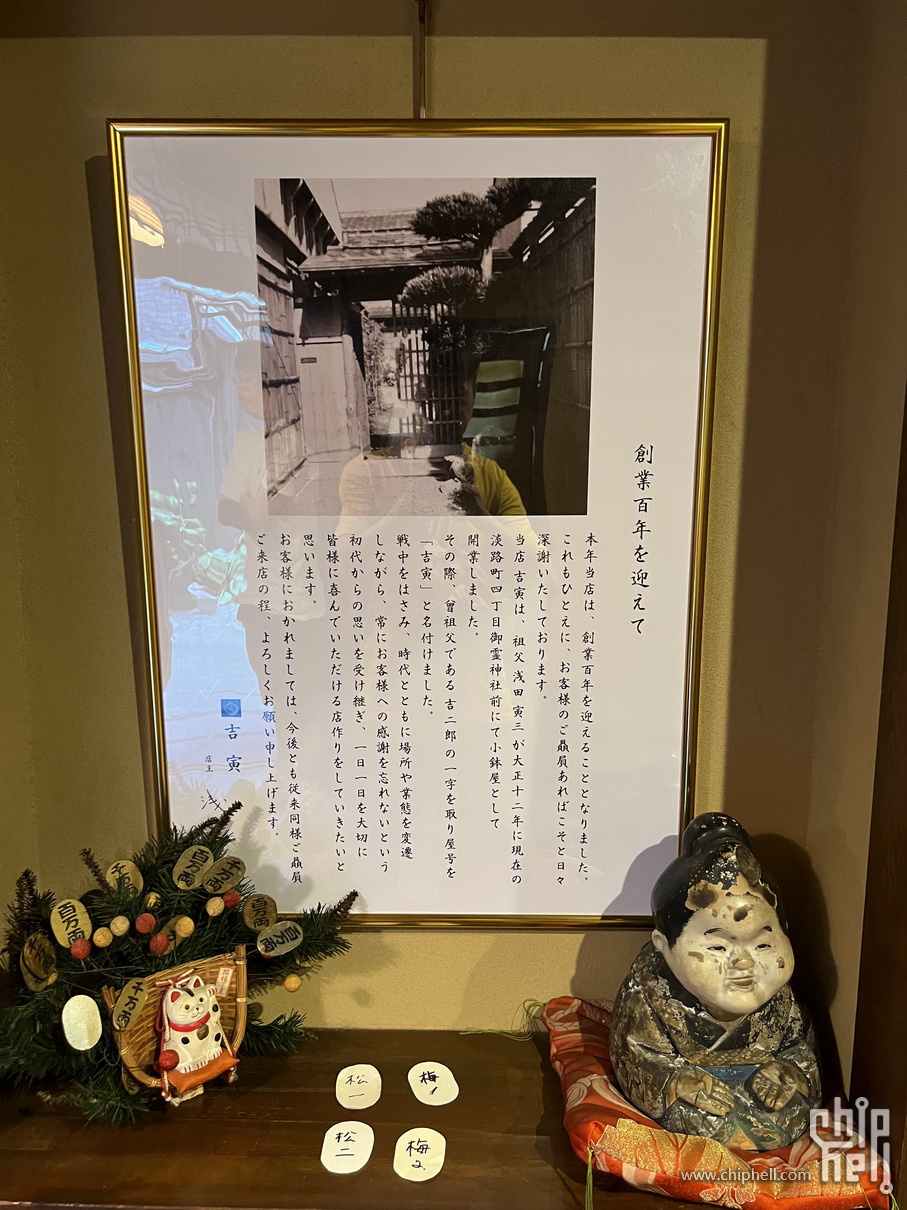 創業百年を迎えて
本年当店は、創業百年を迎えることとなりました。
これもひとえに、お客様のご贔屓あればこそと日々
深謝いたしております。
当店 吉寅は、祖父 浅田 寅三 が大正十二年に現在の
淡路町四丁目御霊神社前にて小鉢屋として
開業しました。
その際、曾祖父である 吉二郎の一字を取り屋号を
「吉寅」と名付けました。
戦中をはさみ、時代とともに場所や業態を変遷
しながら、常にお客様への感謝を忘れないという
初代からの思いを受け継ぎ、一日一日を大切に
皆様に喜んでいただける店作りをしていきたいと
思います。
お客様におかれましては、今後とも従来同様ご贔屓
ご来店の程、よろしくお願い申し上げます。
吉寅
店主 浅
百万両
千万両
百万両
千万両
百万両
百万両
千万両
松一
梅1
松二
梅2
www.chiphell.com
chiphell